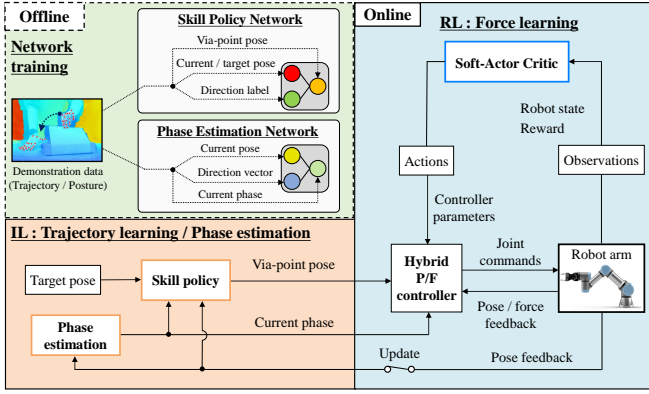 Offline
Network
training
Demonstration data
(Trajectory / Posture)
Skill Policy Network
Via-point pose
Current / target pose
Direction label
Phase Estimation Network
Current pose
Direction vector
Current phase
IL : Trajectory learning / Phase estimation
Target pose
Skill policy
Via-point pose
Phase
estimation
Current phase
Online
RL : Force learning
Soft-Actor Critic
Robot state
Reward
Actions
Observations
Controller
parameters
Hybrid
P/F
controller
Joint
commands
Robot arm
Pose / force
feedback
Update
Pose feedback